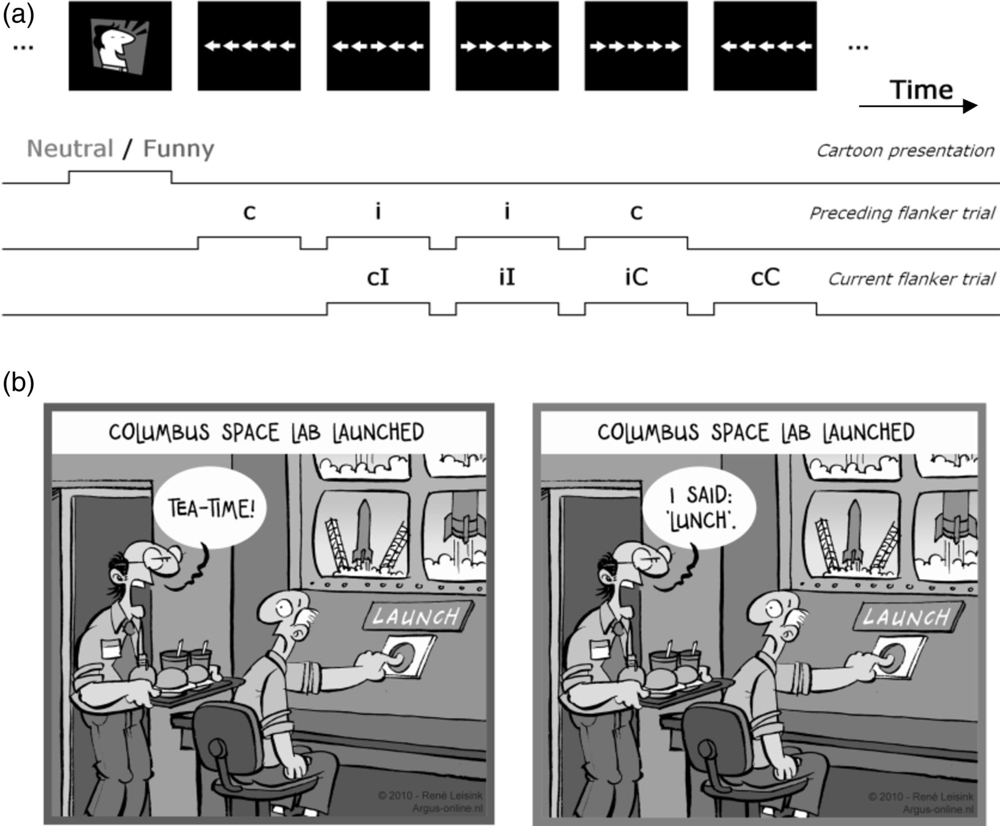 (a)
...
...
Time
Neutral / Funny
Cartoon presentation
c i i c
Preceding flanker trial
cI iI iC cC
Current flanker trial
(b)
COLUMBUS SPACE LAB LAUNCHED
TEA-TIME!
LAUNCH
© 2010 - René Leisink
Argus-online.nl
COLUMBUS SPACE LAB LAUNCHED
I SAID:
'LUNCH'.
LAUNCH
© 2010 - René Leisink
Argus-online.nl